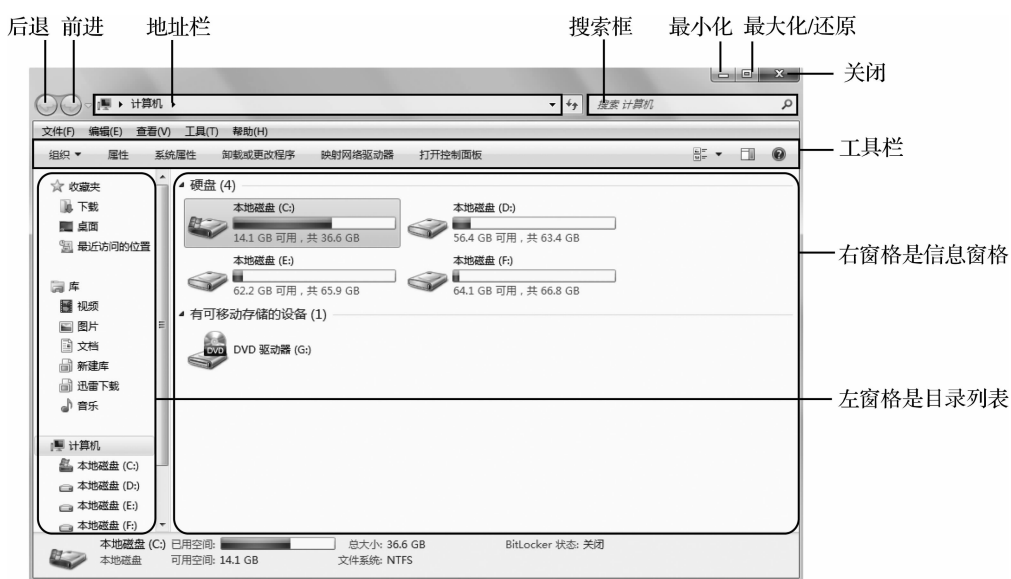 后退 前进 地址栏 搜索框 最小化 最大化/还原
关闭
计算机
搜索 计算机
文件(F) 编辑(E) 查看(V) 工具(T) 帮助(H)
组织 属性 系统属性 卸载或更改程序 映射网络驱动器 打开控制面板
工具栏
收藏夹
下载
桌面
最近访问的位置
库
视频
图片
文档
新建库
迅雷下载
音乐
计算机
本地磁盘 (C:)
本地磁盘 (D:)
本地磁盘 (E:)
本地磁盘 (F:)
硬盘 (4)
本地磁盘 (C:)
14.1 GB 可用，共 36.6 GB
本地磁盘 (D:)
56.4 GB 可用，共 63.4 GB
本地磁盘 (E:)
62.2 GB 可用，共 65.9 GB
本地磁盘 (F:)
64.1 GB 可用，共 66.8 GB
有可移动存储的设备 (1)
DVD
DVD 驱动器 (G:)
右窗格是信息窗格
左窗格是目录列表
本地磁盘 (C:) 已用空间: 总大小: 36.6 GB BitLocker 状态: 关闭
本地磁盘 可用空间: 14.1 GB 文件系统: NTFS